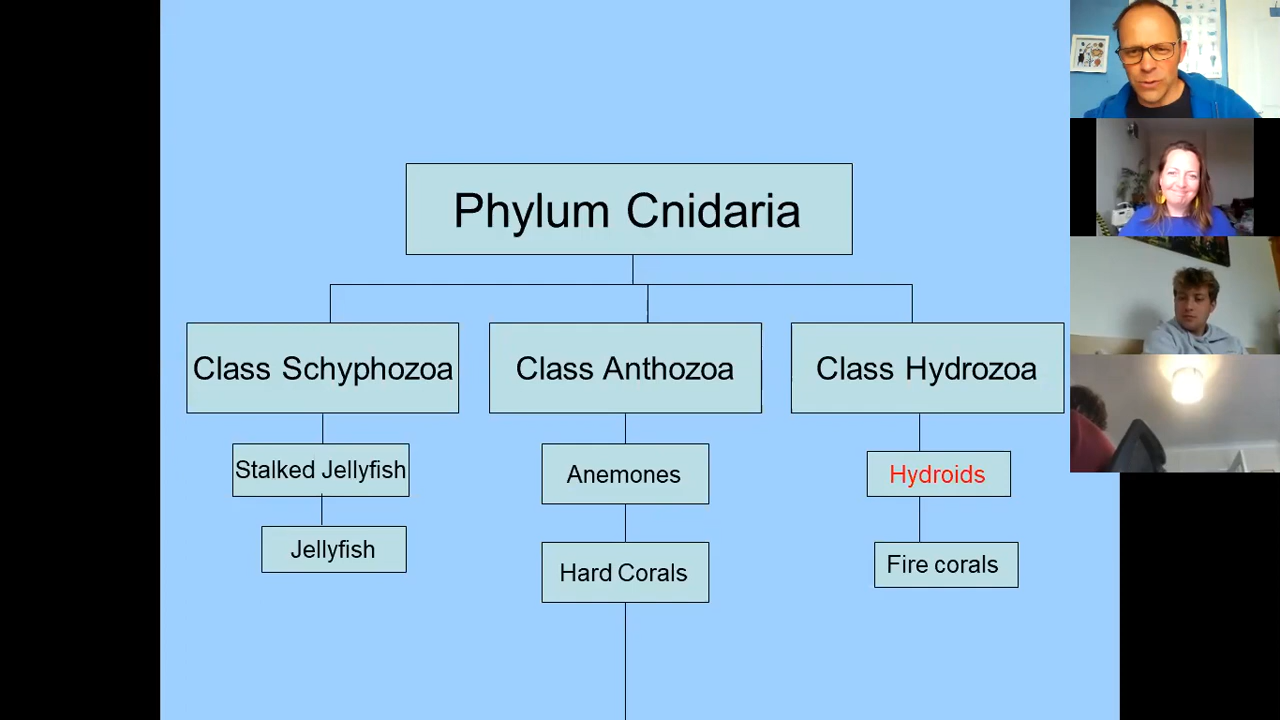 Phylum Cnidaria
Class Schyphozoa
Class Anthozoa
Class Hydrozoa
Stalked Jellyfish
Anemones
Hydroids
Jellyfish
Hard Corals
Fire corals